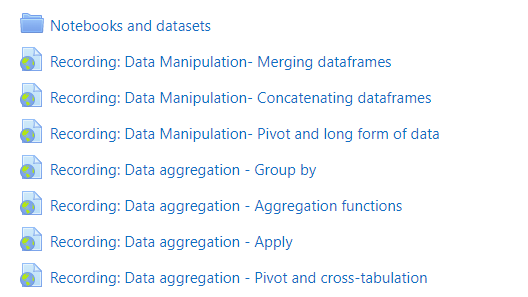 Notebooks and datasets
Recording: Data Manipulation- Merging dataframes
Recording: Data Manipulation- Concatenating dataframes
Recording: Data Manipulation- Pivot and long form of data
Recording: Data aggregation - Group by
Recording: Data aggregation - Aggregation functions
Recording: Data aggregation - Apply
Recording: Data aggregation - Pivot and cross-tabulation